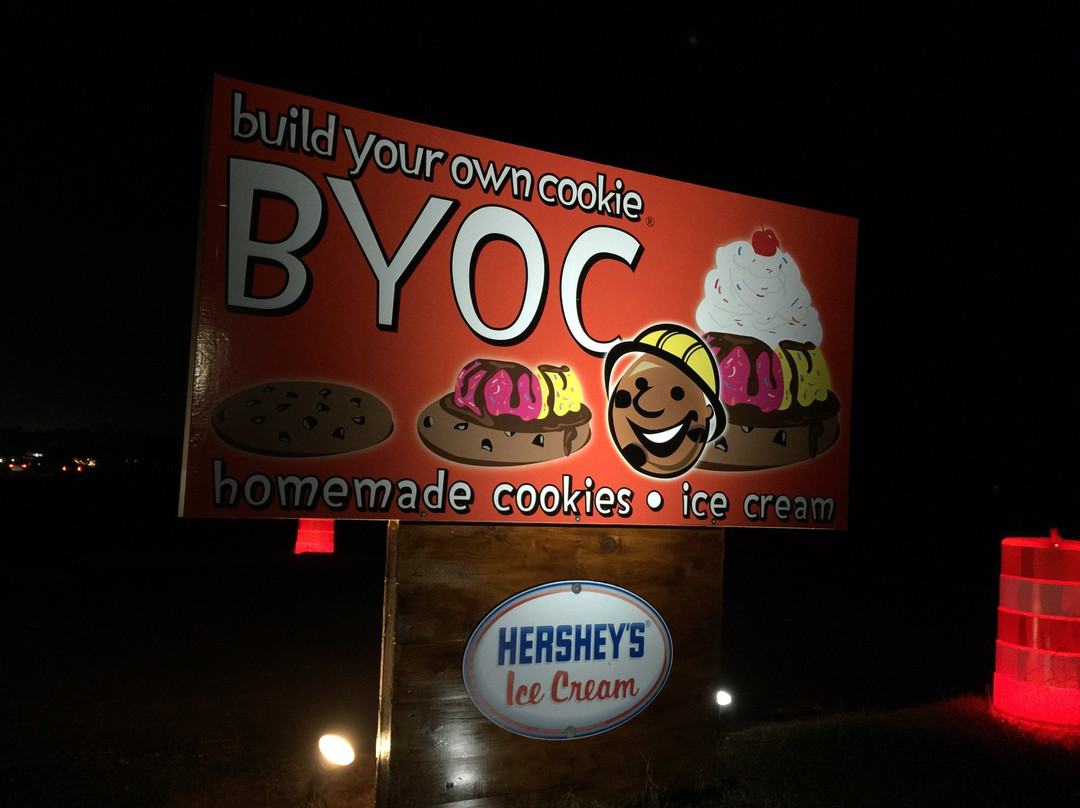 build your own cookie®
BYOC
homemade cookies • ice cream
HERSHEY'S®
Ice Cream